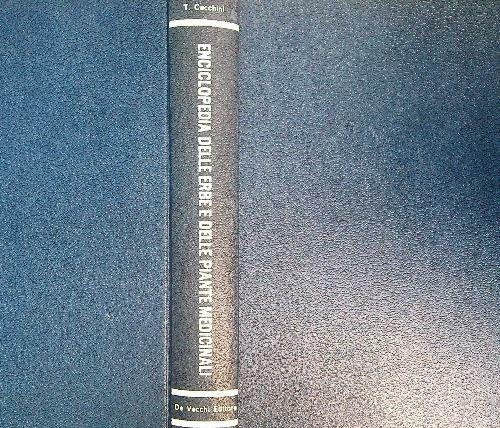 T. Cecchini
ENCICLOPEDIA DELLE ERBE E DELLE PIANTE MEDICINALI
De Vecchi Editore